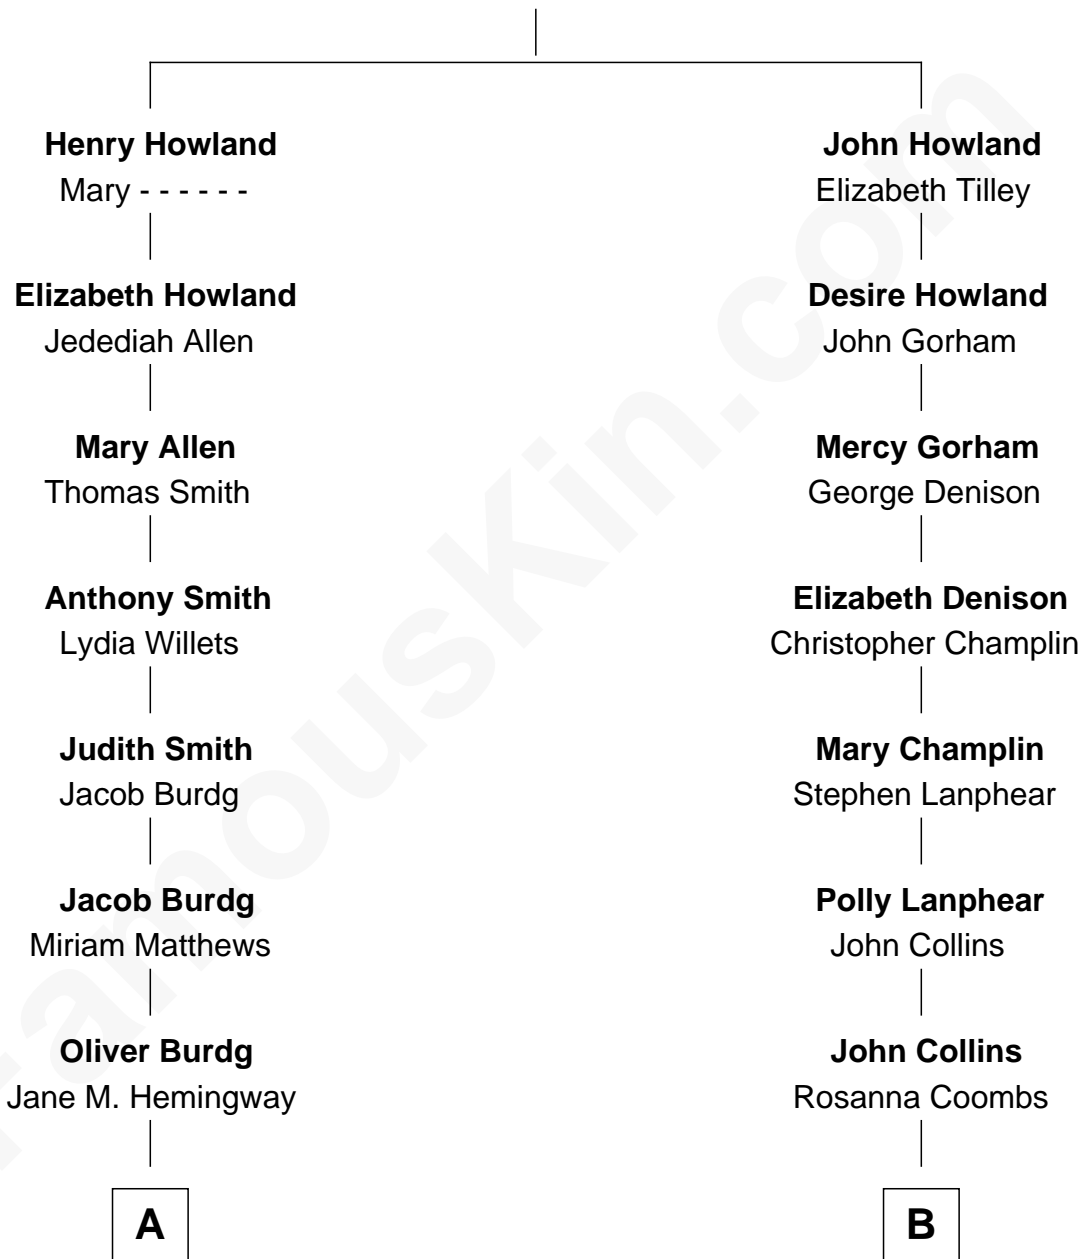 Henry Howland
Mary - - - - - -
Elizabeth Howland
Jedediah Allen
Mary Allen
Thomas Smith
Anthony Smith
Lydia Willets
Judith Smith
Jacob Burdg
Jacob Burdg
Miriam Matthews
Oliver Burdg
Jane M. Hemingway
A
John Howland
Elizabeth Tilley
Desire Howland
John Gorham
Mercy Gorham
George Denison
Elizabeth Denison
Christopher Champlin
Mary Champlin
Stephen Lanphear
Polly Lanphear
John Collins
John Collins
Rosanna Coombs
B
FamousKin.com